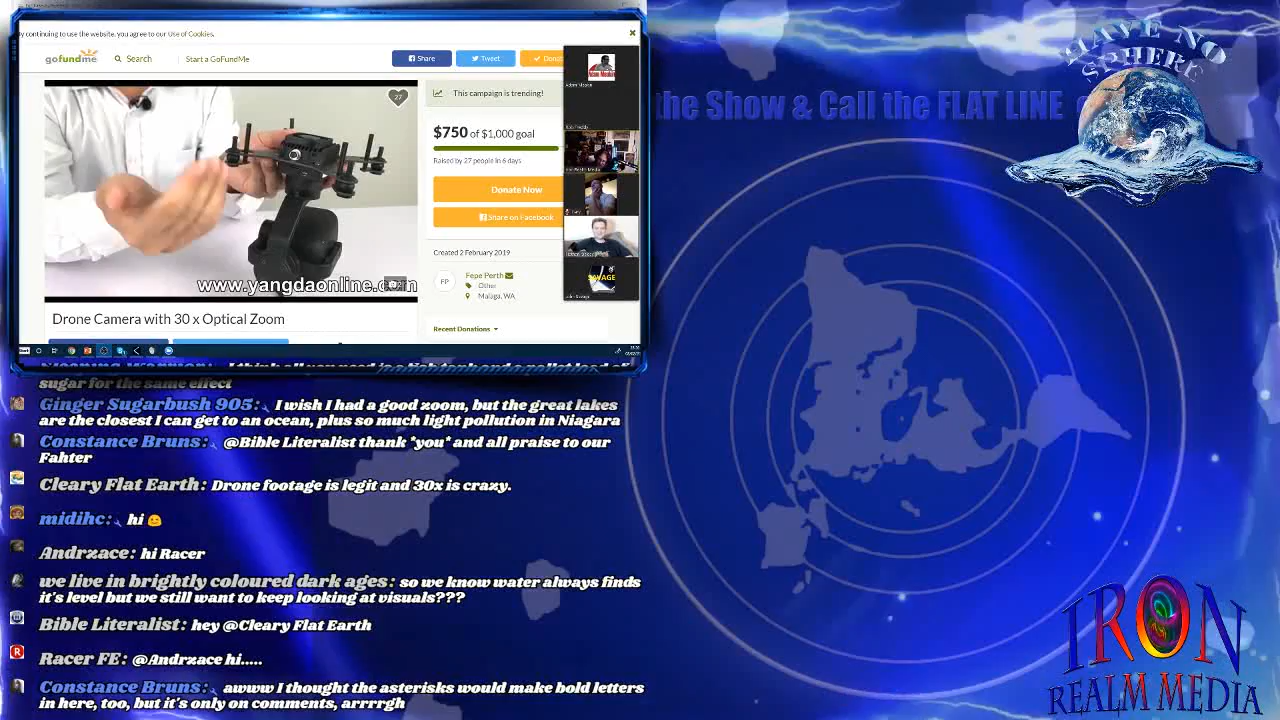 By continuing to use the website, you agree to our Use of Cookies.
gofundme
Search
Start a GoFundMe
Share
Tweet
27
This campaign is trending!
$750 of $1,000 goal
Raised by 27 people in 6 days
Donate Now
Share on Facebook
Created 2 February 2019
FP
Fepe Perth
Other
Malaga, WA
www.yangdaonline.com
Drone Camera with 30 x Optical Zoom
Recent Donations
SAVAGE
the Show & Call the FLAT LINE
HAVE NO
OTHER
sugar for the same effect
Ginger Sugarbush 905: I wish I had a good zoom, but the great lakes
are the closest I can get to an ocean, plus so much light pollution in Niagara
Constance Bruns: @Bible Literalist thank *you* and all praise to our
Fahter
Cleary Flat Earth: Drone footage is legit and 30x is crazy.
midihc: hi
Andrzace: hi Racer
we live in brightly coloured dark ages: so we know water always finds
it's level but we still want to keep looking at visuals???
Bible Literalist: hey @Cleary Flat Earth
R
Racer FE: @Andrzace hi.....
Constance Bruns: awww I thought the asterisks would make bold letters
in here, too, but it's only on comments, arrrrgh
IRON
REALM MEDIA